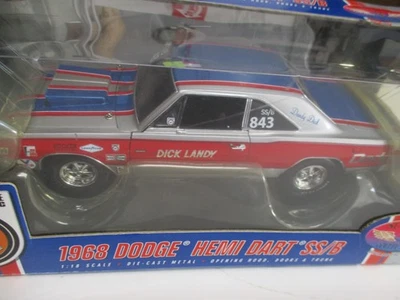 SS/B
843
DICK LANDY
1968 DODGE HEMI DART SS/B
1:18 SCALE - DIE-CAST METAL - OPENING HOOD, DOORS & TRUNK